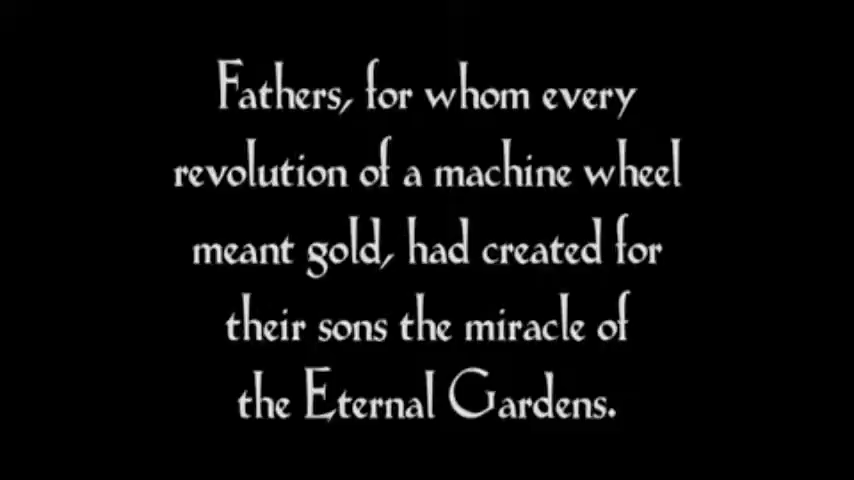 Fathers, for whom every
revolution of a machine wheel
meant gold, had created for
their sons the miracle of
the Eternal Gardens.